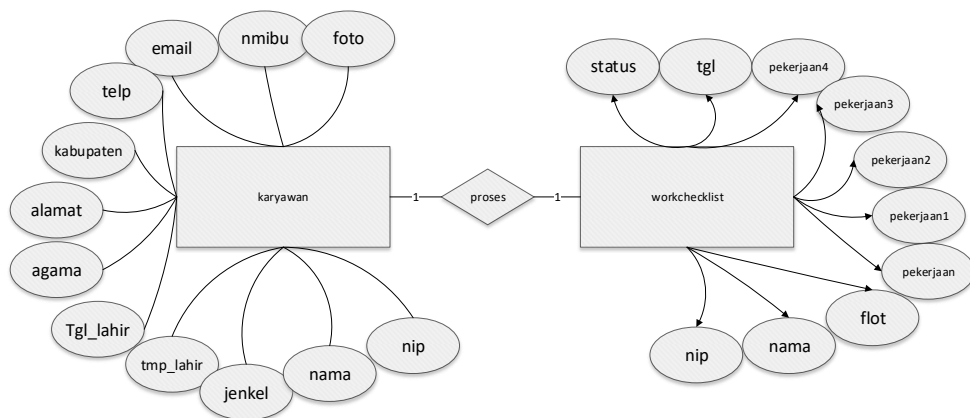 email
nmibu
foto
telp
kabupaten
alamat
agama
Tgl_lahir
tmp_lahir
jenkel
nama
nip
karyawan
1
proses
1
workchecklist
status
tgl
pekerjaan4
pekerjaan3
pekerjaan2
pekerjaan1
pekerjaan
flot
nama
nip